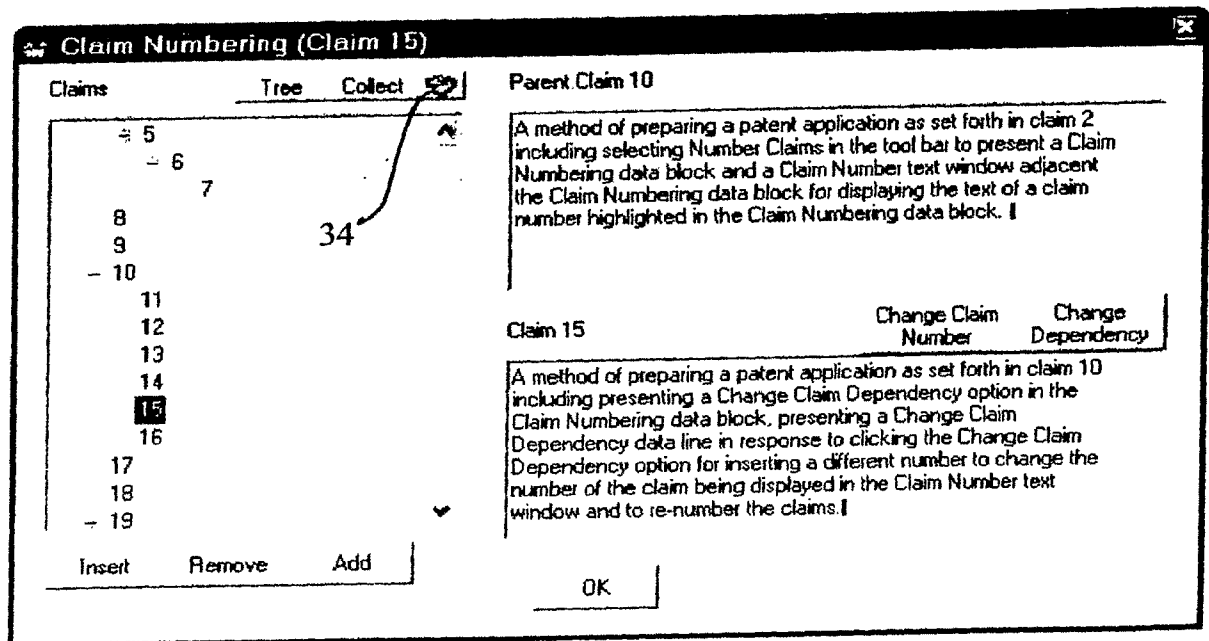 Claim Numbering (Claim 15)
Claims Tree Collect
5
6
7
8
9
10
11
12
13
14
15
16
17
18
19
34
Insert Remove Add
Parent Claim 10
A method of preparing a patent application as set forth in claim 2
including selecting Number Claims in the tool bar to present a Claim
Numbering data block and a Claim Number text window adjacent
the Claim Numbering data block for displaying the text of a claim
number highlighted in the Claim Numbering data block.
Claim 15
Change Claim
Number
Change
Dependency
A method of preparing a patent application as set forth in claim 10
including presenting a Change Claim Dependency option in the
Claim Numbering data block, presenting a Change Claim
Dependency data line in response to clicking the Change Claim
Dependency option for inserting a different number to change the
number of the claim being displayed in the Claim Number text
window and to re-number the claims.
OK